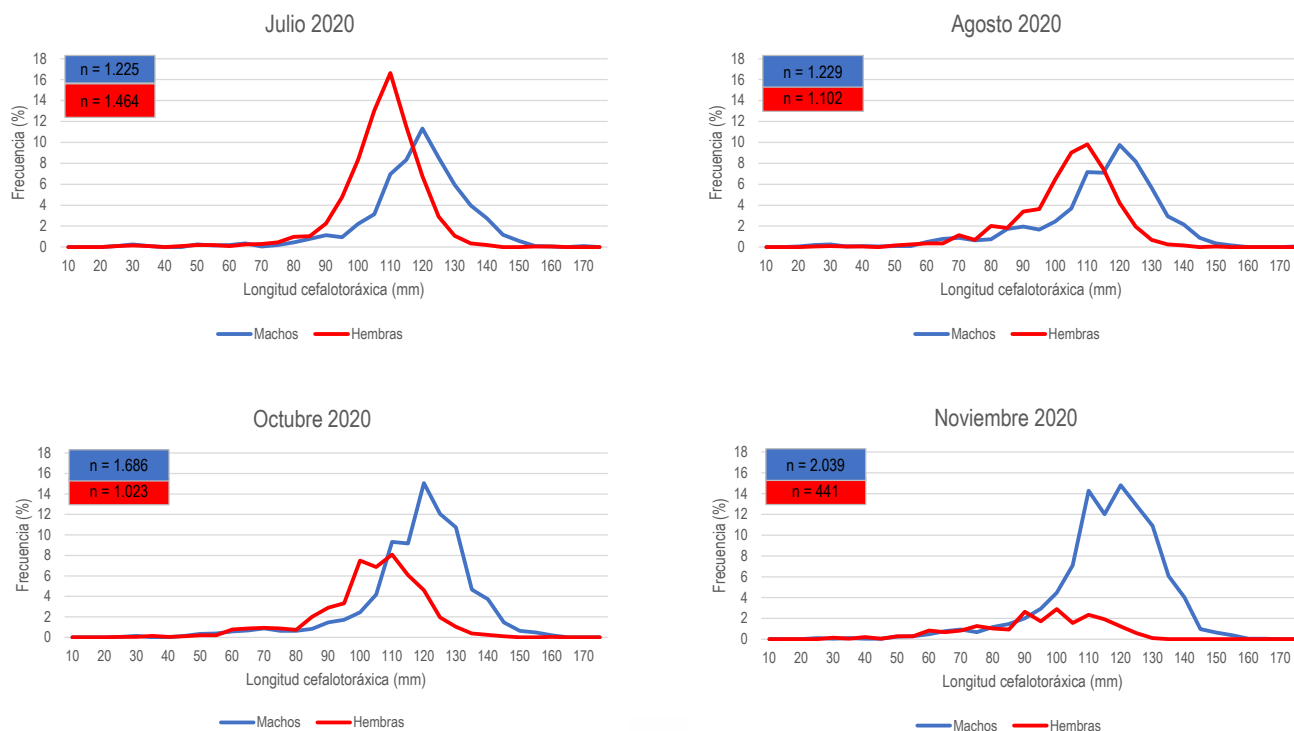 Julio 2020
n = 1.225
n = 1.464
Frecuencia (%)
18
16
14
12
10
8
6
4
2
0
10 20 30 40 50 60 70 80 90 100 110 120 130 140 150 160 170
Longitud cefalotoráxica (mm)
Machos Hembras
Agosto 2020
n = 1.229
n = 1.102
Frecuencia (%)
18
16
14
12
10
8
6
4
2
0
10 20 30 40 50 60 70 80 90 100 110 120 130 140 150 160 170
Longitud cefalotoráxica (mm)
Machos Hembras
Octubre 2020
n = 1.686
n = 1.023
Frecuencia (%)
18
16
14
12
10
8
6
4
2
0
10 20 30 40 50 60 70 80 90 100 110 120 130 140 150 160 170
Longitud cefalotoráxica (mm)
Machos Hembras
Noviembre 2020
n = 2.039
n = 441
Frecuencia (%)
18
16
14
12
10
8
6
4
2
0
10 20 30 40 50 60 70 80 90 100 110 120 130 140 150 160 170
Longitud cefalotoráxica (mm)
Machos Hembras